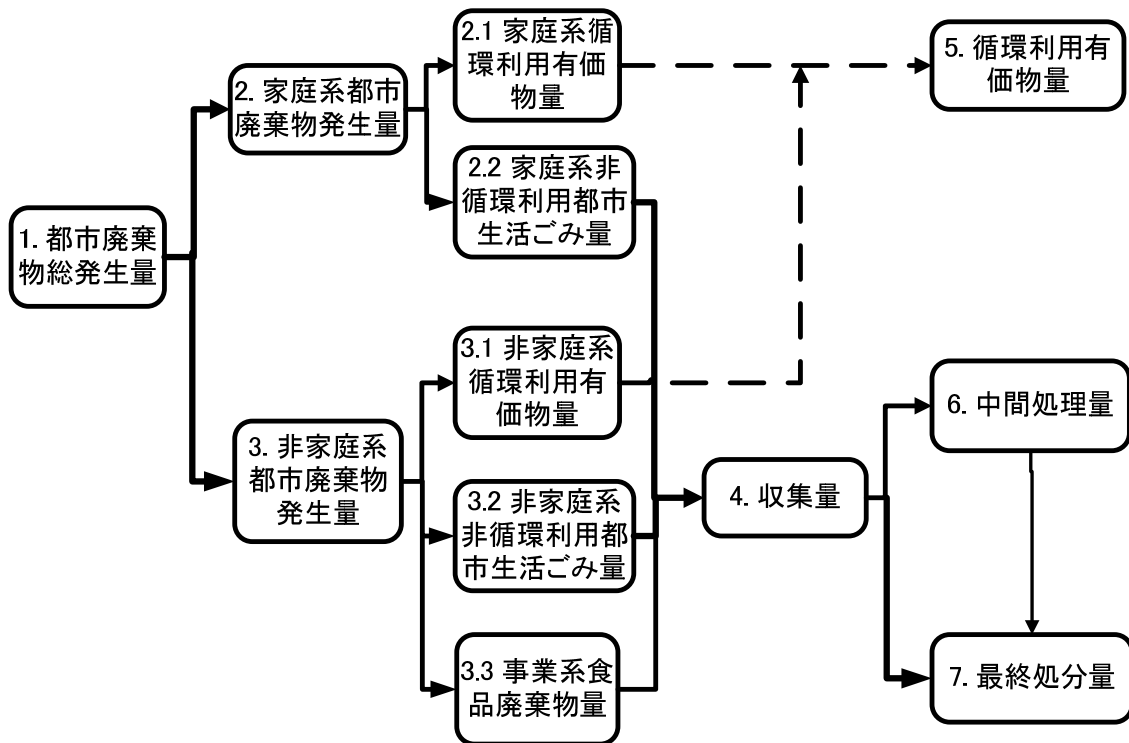 2.1 家庭系循
環利用有価
物量
5. 循環利用有
価物量
2. 家庭系都市
廃棄物発生量
2.2 家庭系非
循環利用都市
生活ごみ量
1. 都市廃棄
物総発生量
3.1 非家庭系
循環利用有
価物量
6. 中間処理量
3. 非家庭系
都市廃棄物
発生量
4. 収集量
3.2 非家庭系
非循環利用都
市生活ごみ量
3.3 事業系食
品廃棄物量
7. 最終処分量